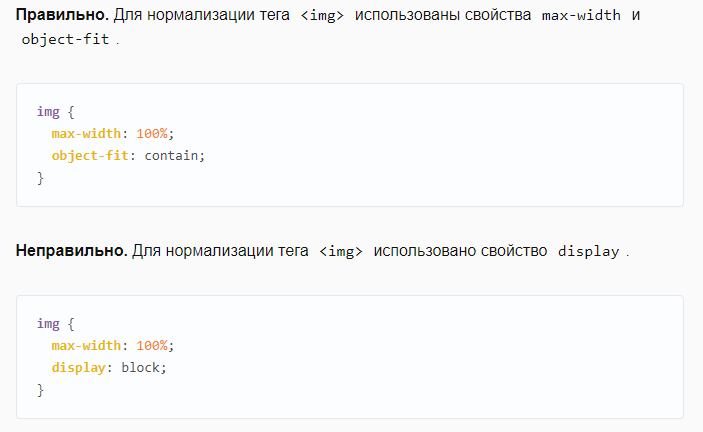 Правильно. Для нормализации тега <img> использованы свойства max-width и
object-fit .
img {
  max-width: 100%;
  object-fit: contain;
}
Неправильно. Для нормализации тега <img> использовано свойство display .
img {
  max-width: 100%;
  display: block;
}